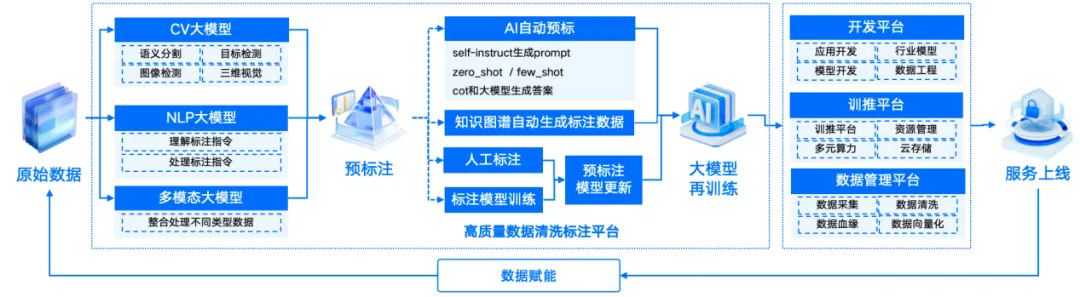 原始数据
CV大模型
语义分割
目标检测
图像检测
三维视觉
NLP大模型
理解标注指令
处理标注指令
多模态大模型
整合处理不同类型数据
预标注
AI自动预标
self-instruct生成prompt
zero_shot / few_shot
cot和大模型生成答案
知识图谱自动生成标注数据
人工标注
标注模型训练
预标注
模型更新
高质量数据清洗标注平台
AI
大模型
再训练
开发平台
应用开发
行业模型
模型开发
数据工程
训推平台
训推平台
资源管理
多元算力
云存储
数据管理平台
数据采集
数据清洗
数据血缘
数据向量化
服务上线
数据赋能